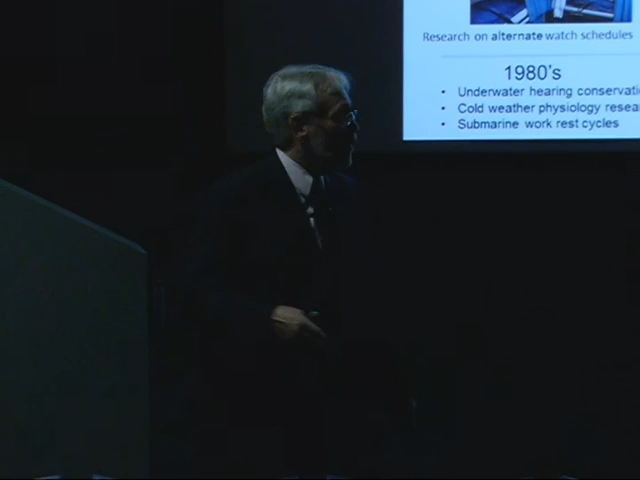 Research on alternate watch schedules
1980's
• Underwater hearing conservati
• Cold weather physiology resea
• Submarine work rest cycles